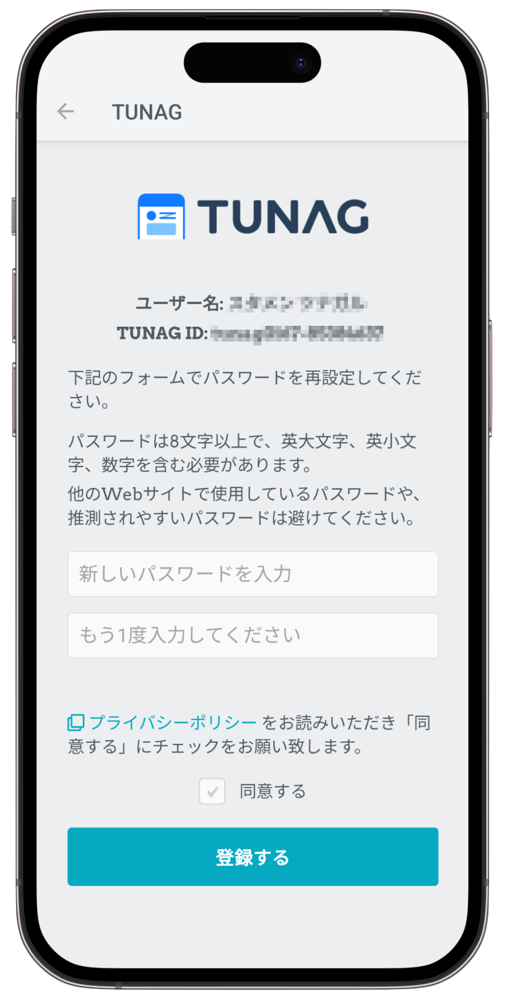 TUNAG
TUNAG
ユーザー名:
TUNAG ID:
下記のフォームでパスワードを再設定してくだ
さい。
パスワードは8文字以上で、英大文字、英小文
字、数字を含む必要があります。
他のWebサイトで使用しているパスワードや、
推測されやすいパスワードは避けてください。
新しいパスワードを入力
もう1度入力してください
プライバシーポリシー をお読みいただき「同
意する」にチェックをお願い致します。
同意する
登録する